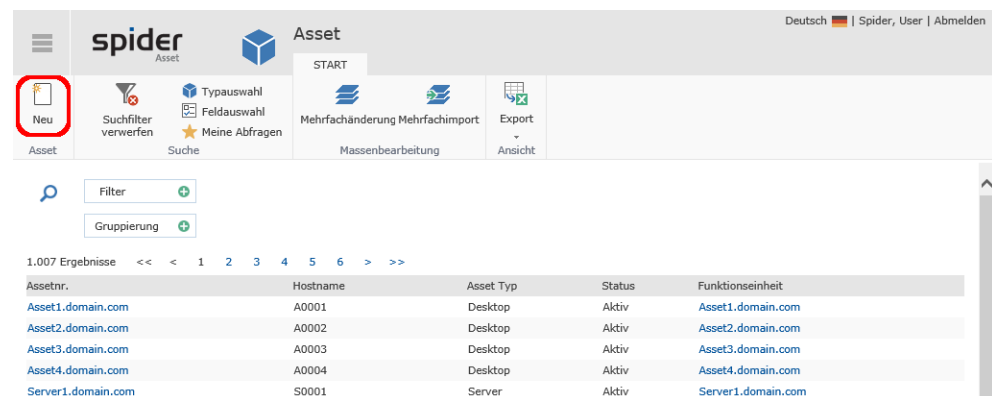 Deutsch | Spider, User | Abmelden
spider
Asset
Asset
START
Neu
Suchfilter verwerfen
Typauswahl
Feldauswahl
Meine Abfragen
Mehrfachänderung Mehrfachimport
Export
Asset Suche Massenbearbeitung Ansicht
Filter
Gruppierung
1.007 Ergebnisse << < 1 2 3 4 5 6 > >>
Assetnr. Hostname Asset Typ Status Funktionseinheit
Asset1.domain.com A0001 Desktop Aktiv Asset1.domain.com
Asset2.domain.com A0002 Desktop Aktiv Asset2.domain.com
Asset3.domain.com A0003 Desktop Aktiv Asset4.domain.com
Asset4.domain.com A0004 Desktop Aktiv Asset4.domain.com
Server1.domain.com S0001 Server Aktiv Server1.domain.com